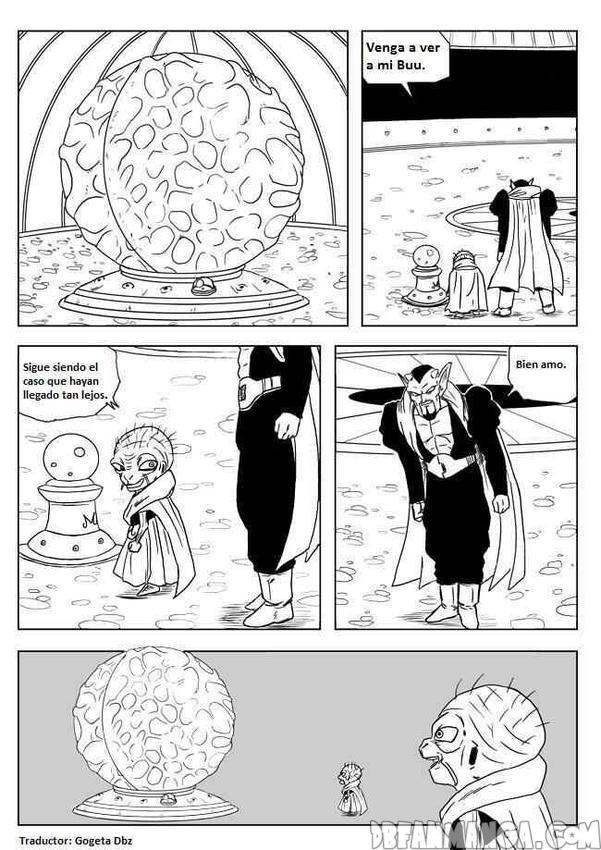 Venga a ver
a mi Buu.
Sigue siendo el
caso que hayan
llegado tan lejos.
Bien amo.
Traductor: Gogeta Dbz
DBFANMANGA.COM